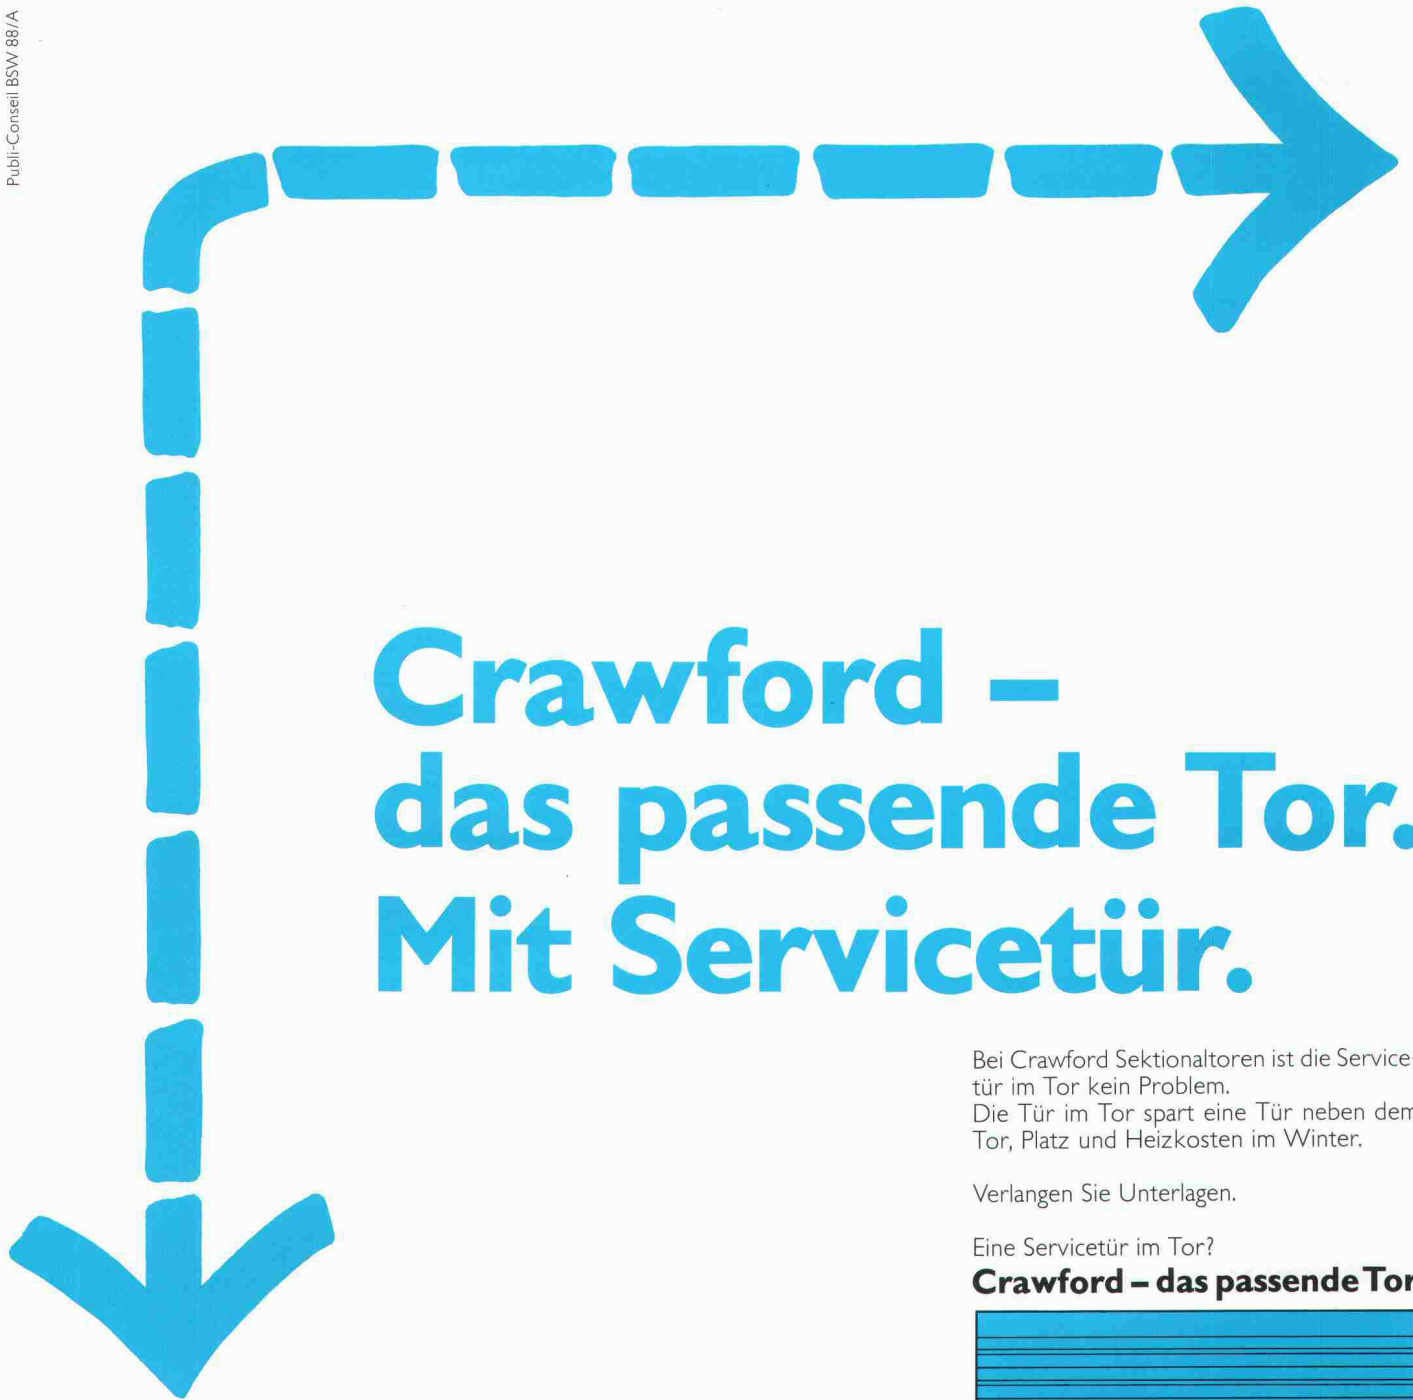 Publi-Conseil BSW 88/A
Crawford –
das passende Tor.
Mit Servicetür.
Bei Crawford Sektionaltoren ist die Service-
tür im Tor kein Problem.
Die Tür im Tor spart eine Tür neben dem
Tor, Platz und Heizkosten im Winter.
Verlangen Sie Unterlagen.
Eine Servicetür im Tor?
Crawford – das passende Tor